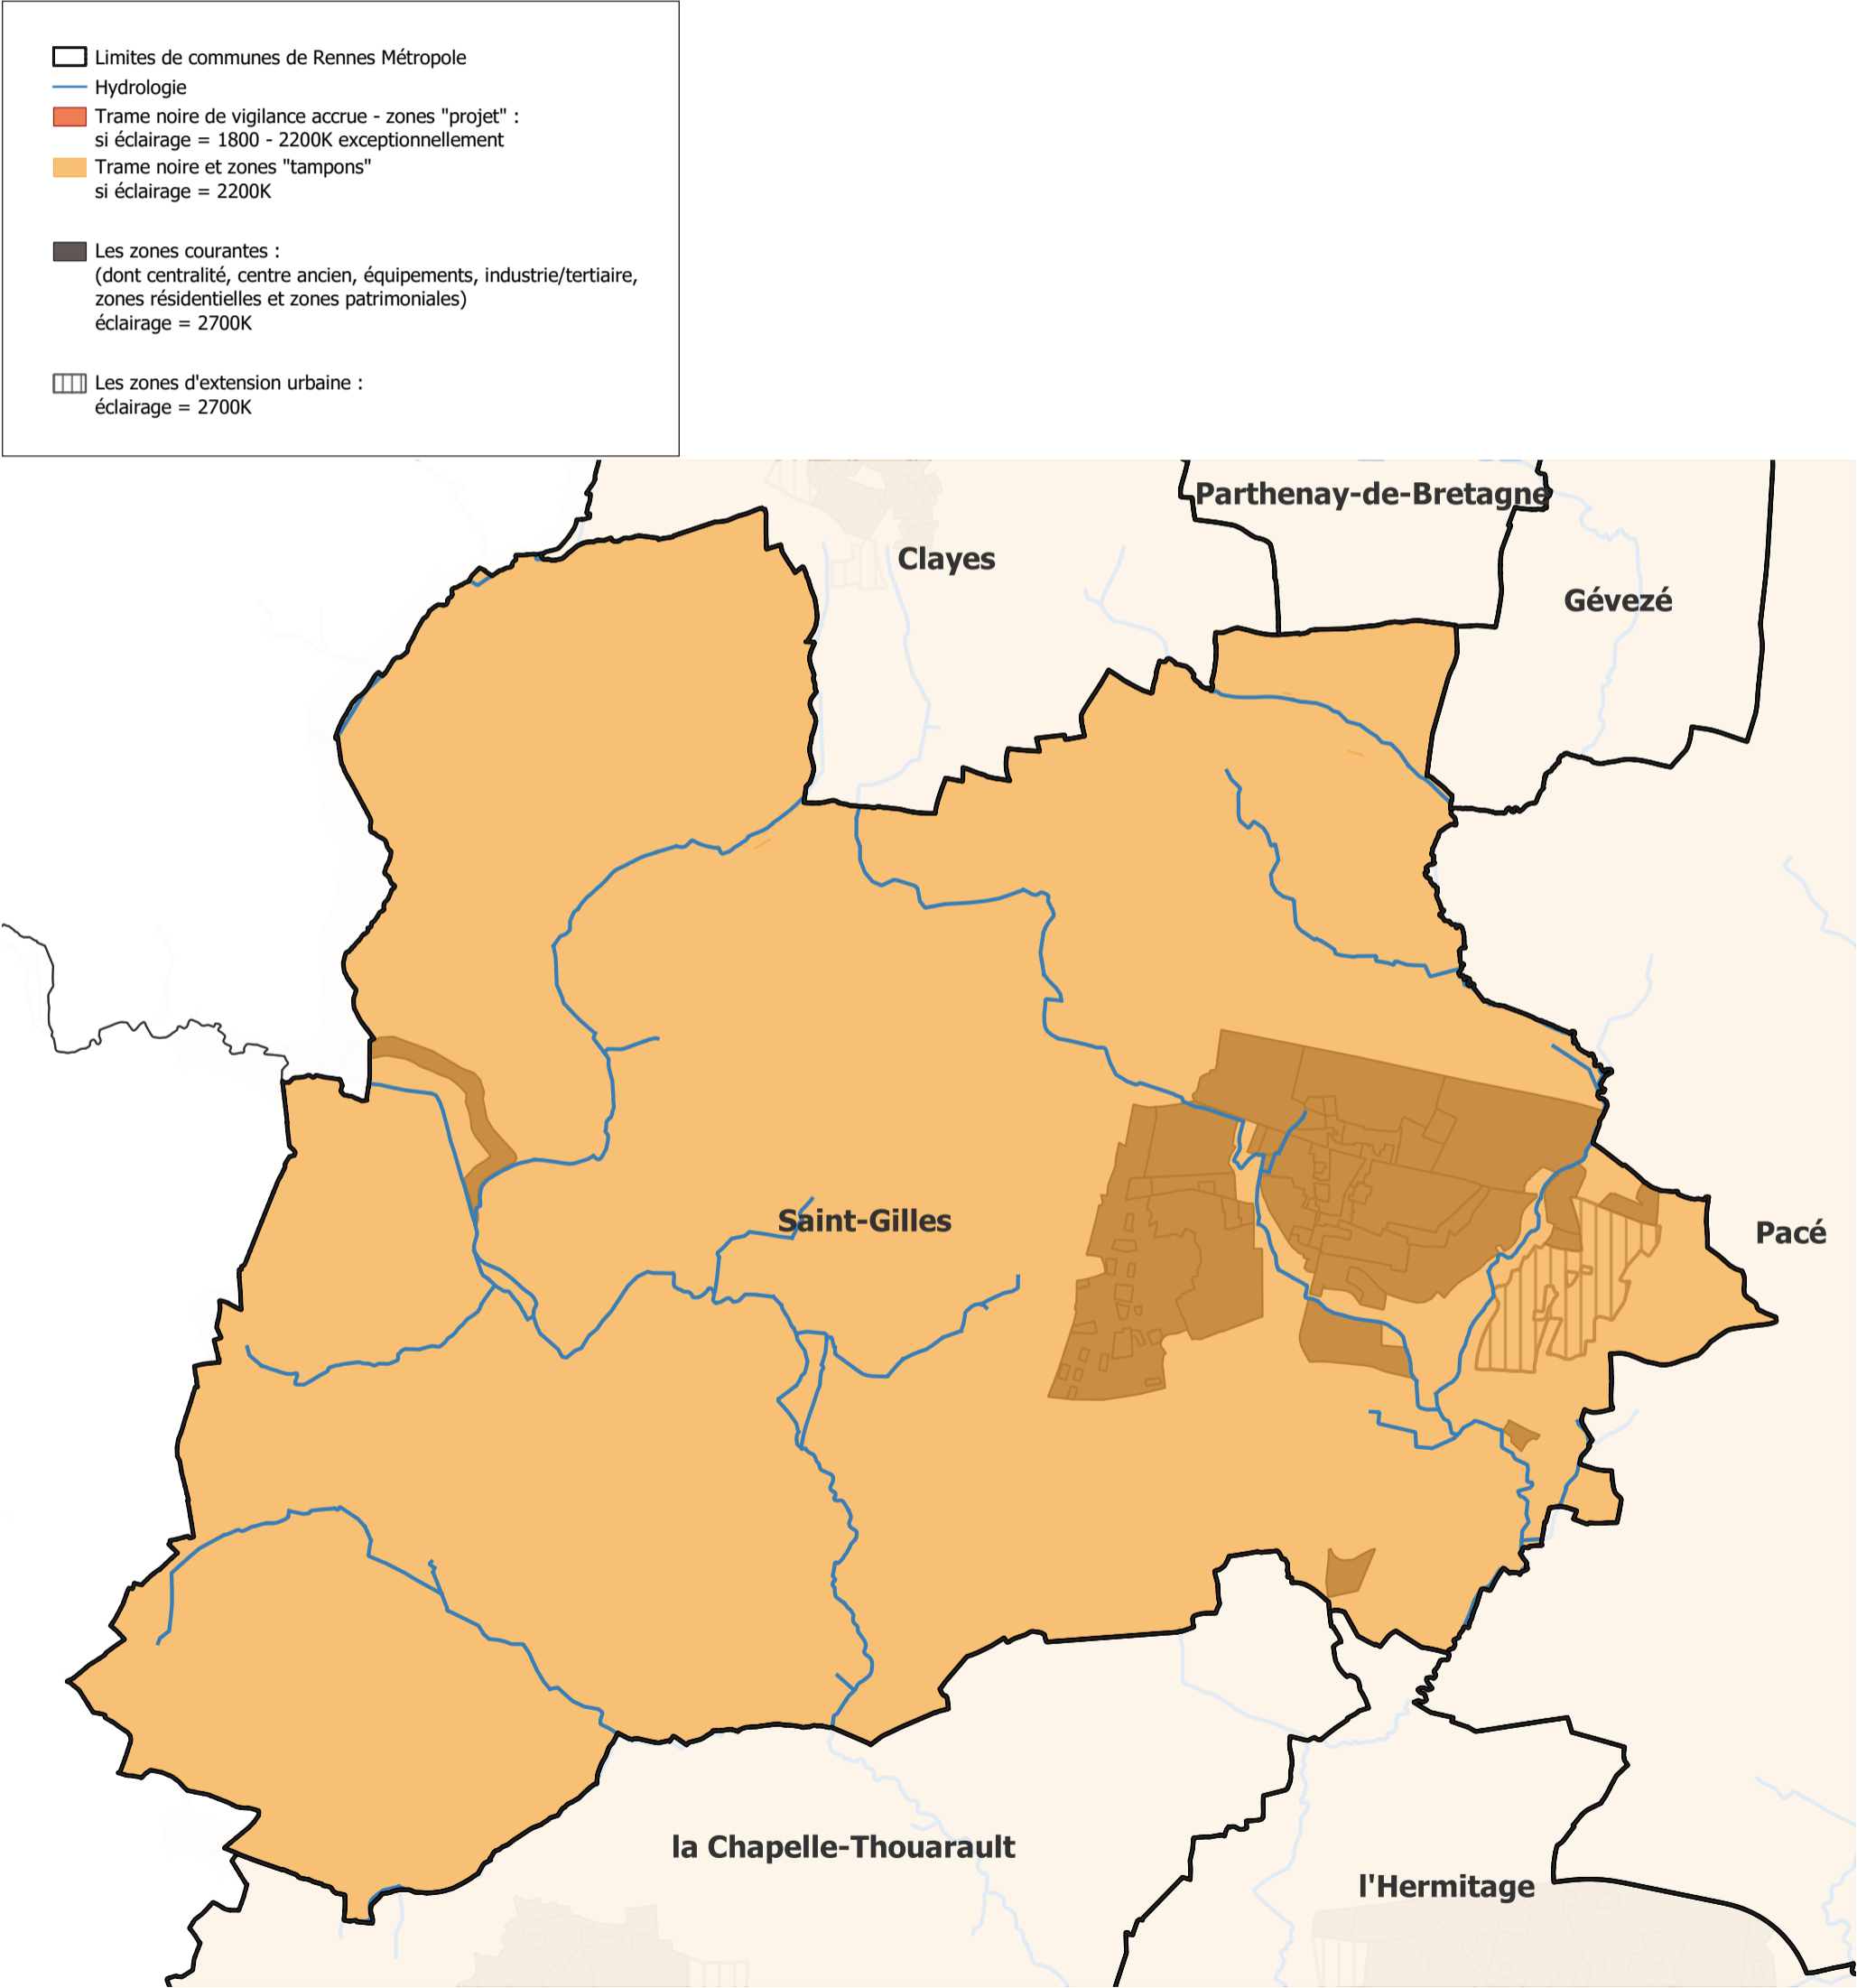 Limites de communes de Rennes Métropole
Hydrologie
Trame noire de vigilance accrue - zones "projet" :
si éclairage = 1800 - 2200K exceptionnellement
Trame noire et zones "tampons"
si éclairage = 2200K
Les zones courantes :
(dont centralité, centre ancien, équipements, industrie/tertiaire,
zones résidentielles et zones patrimoniales)
éclairage = 2700K
Les zones d'extension urbaine :
éclairage = 2700K
Parthenay-de-Bretagne
Clayes
Gévezé
Saint-Gilles
Pacé
la Chapelle-Thouarault
l'Hermitage